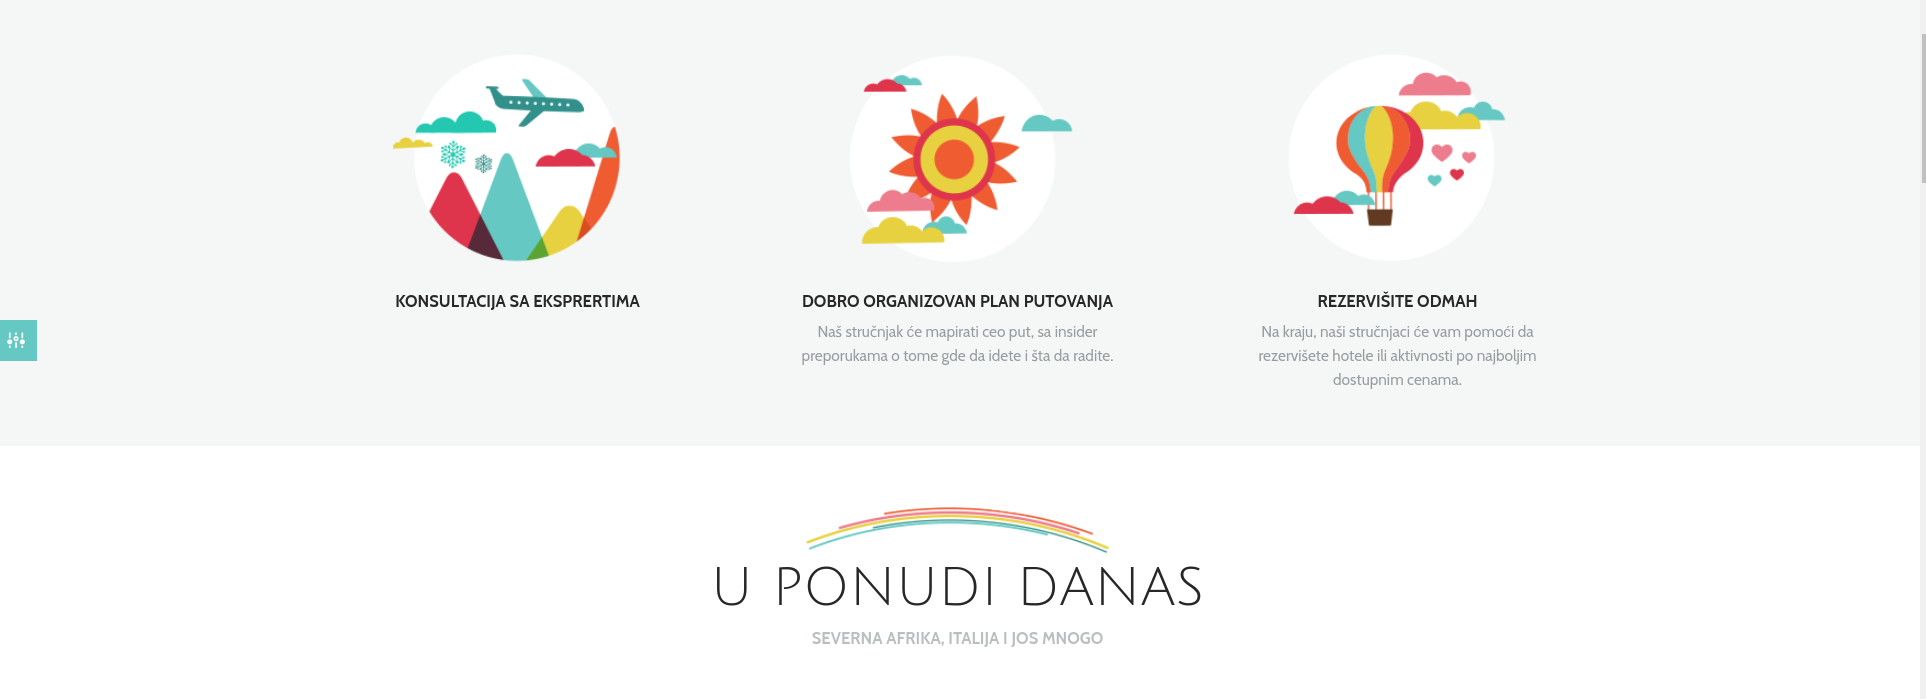 KONSULTACIJA SA EKSPRERTIMA
DOBRO ORGANIZOVAN PLAN PUTOVANJA
Naš stručnjak će mapirati ceo put, sa insider
preporukama o tome gde da idete i šta da radite.
REZERVIŠITE ODMAH
Na kraju, naši stručnjaci će vam pomoći da
rezervišete hotele ili aktivnosti po najboljim
dostupnim cenama.
U PONUDI DANAS
SEVERNA AFRIKA, ITALIJA I JOS MNOGO